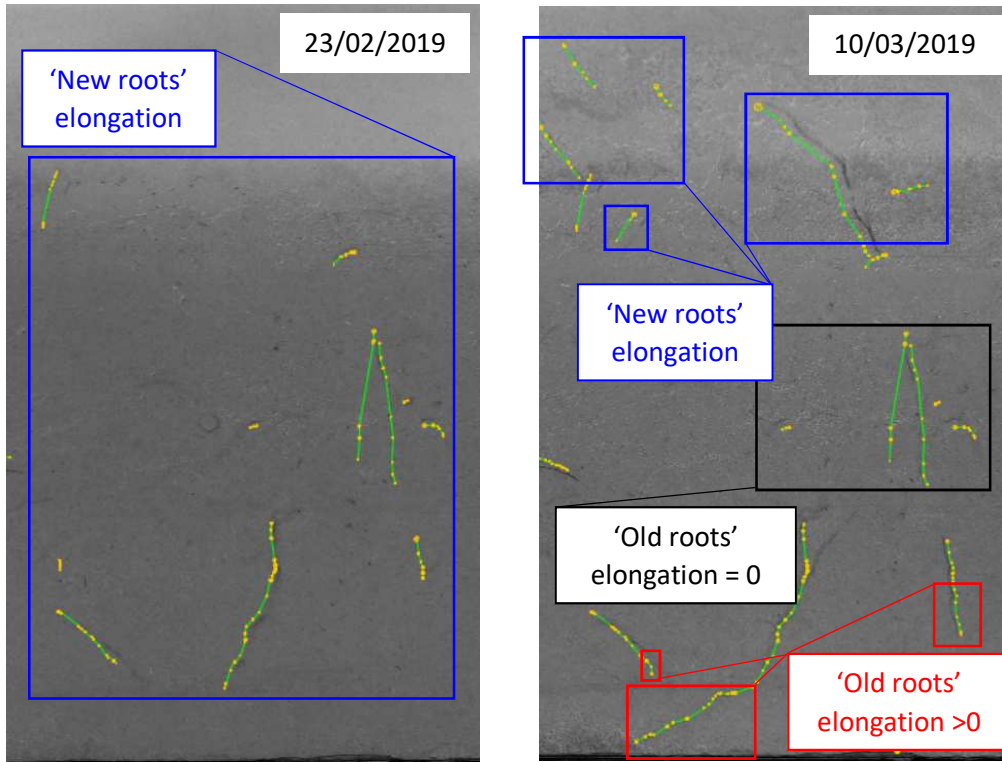 23/02/2019
‘New roots’
elongation
10/03/2019
‘New roots’
elongation
‘Old roots’
elongation = 0
‘Old roots’
elongation >0